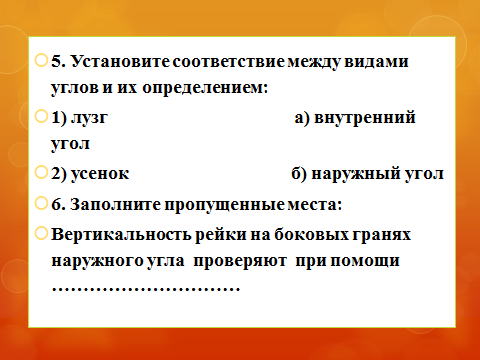 5. Установите соответствие между видами
углов и их определением:
1) лузг а) внутренний
угол
2) усенок б) наружный угол
6. Заполните пропущенные места:
Вертикальность рейки на боковых гранях
наружного угла проверяют при помощи
…………………………